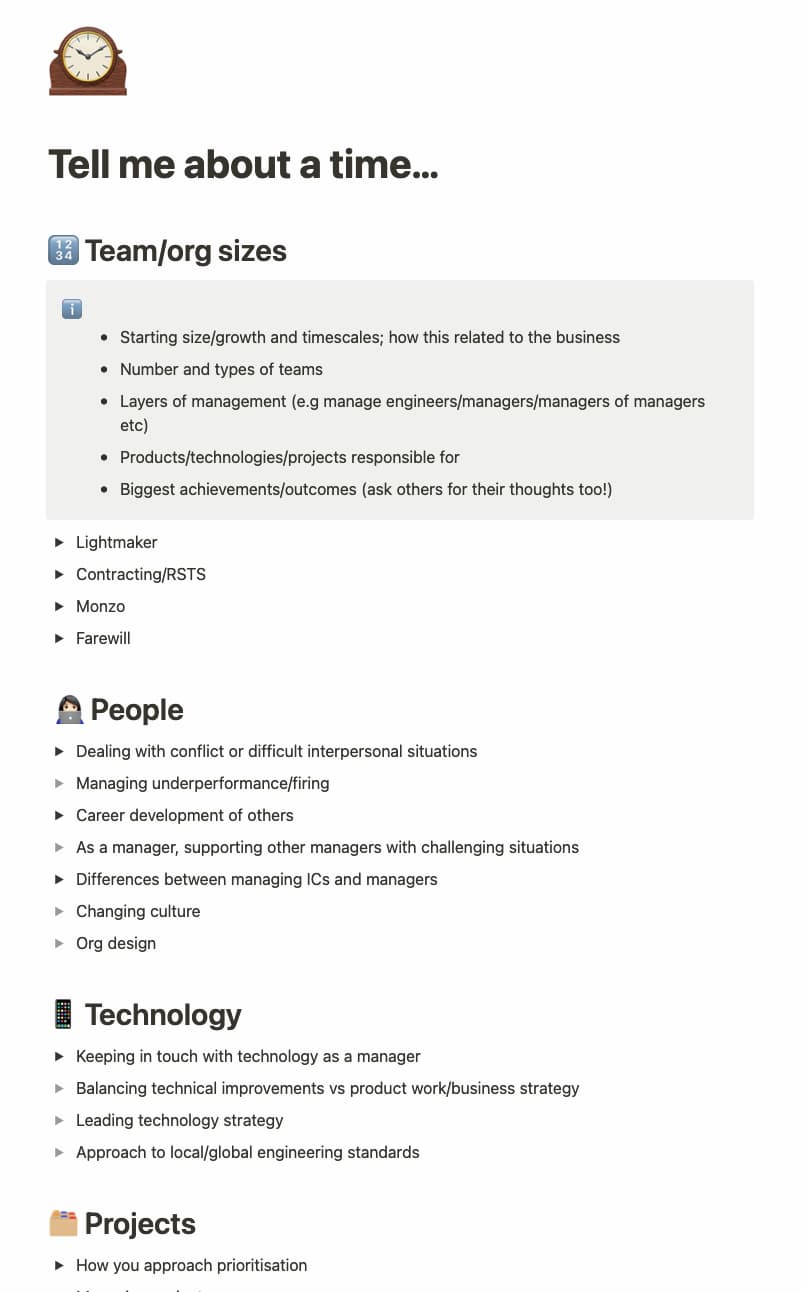 Tell me about a time...
Team/org sizes
Starting size/growth and timescales; how this related to the business
Number and types of teams
Layers of management (e.g manage engineers/managers/managers of managers
etc)
Products/technologies/projects responsible for
Biggest achievements/outcomes (ask others for their thoughts too!)
Lightmaker
Contracting/RSTS
Monzo
Farewill
People
Dealing with conflict or difficult interpersonal situations
Managing underperformance/firing
Career development of others
As a manager, supporting other managers with challenging situations
Differences between managing ICs and managers
Changing culture
Org design
Technology
Keeping in touch with technology as a manager
Balancing technical improvements vs product work/business strategy
Leading technology strategy
Approach to local/global engineering standards
Projects
How you approach prioritisation